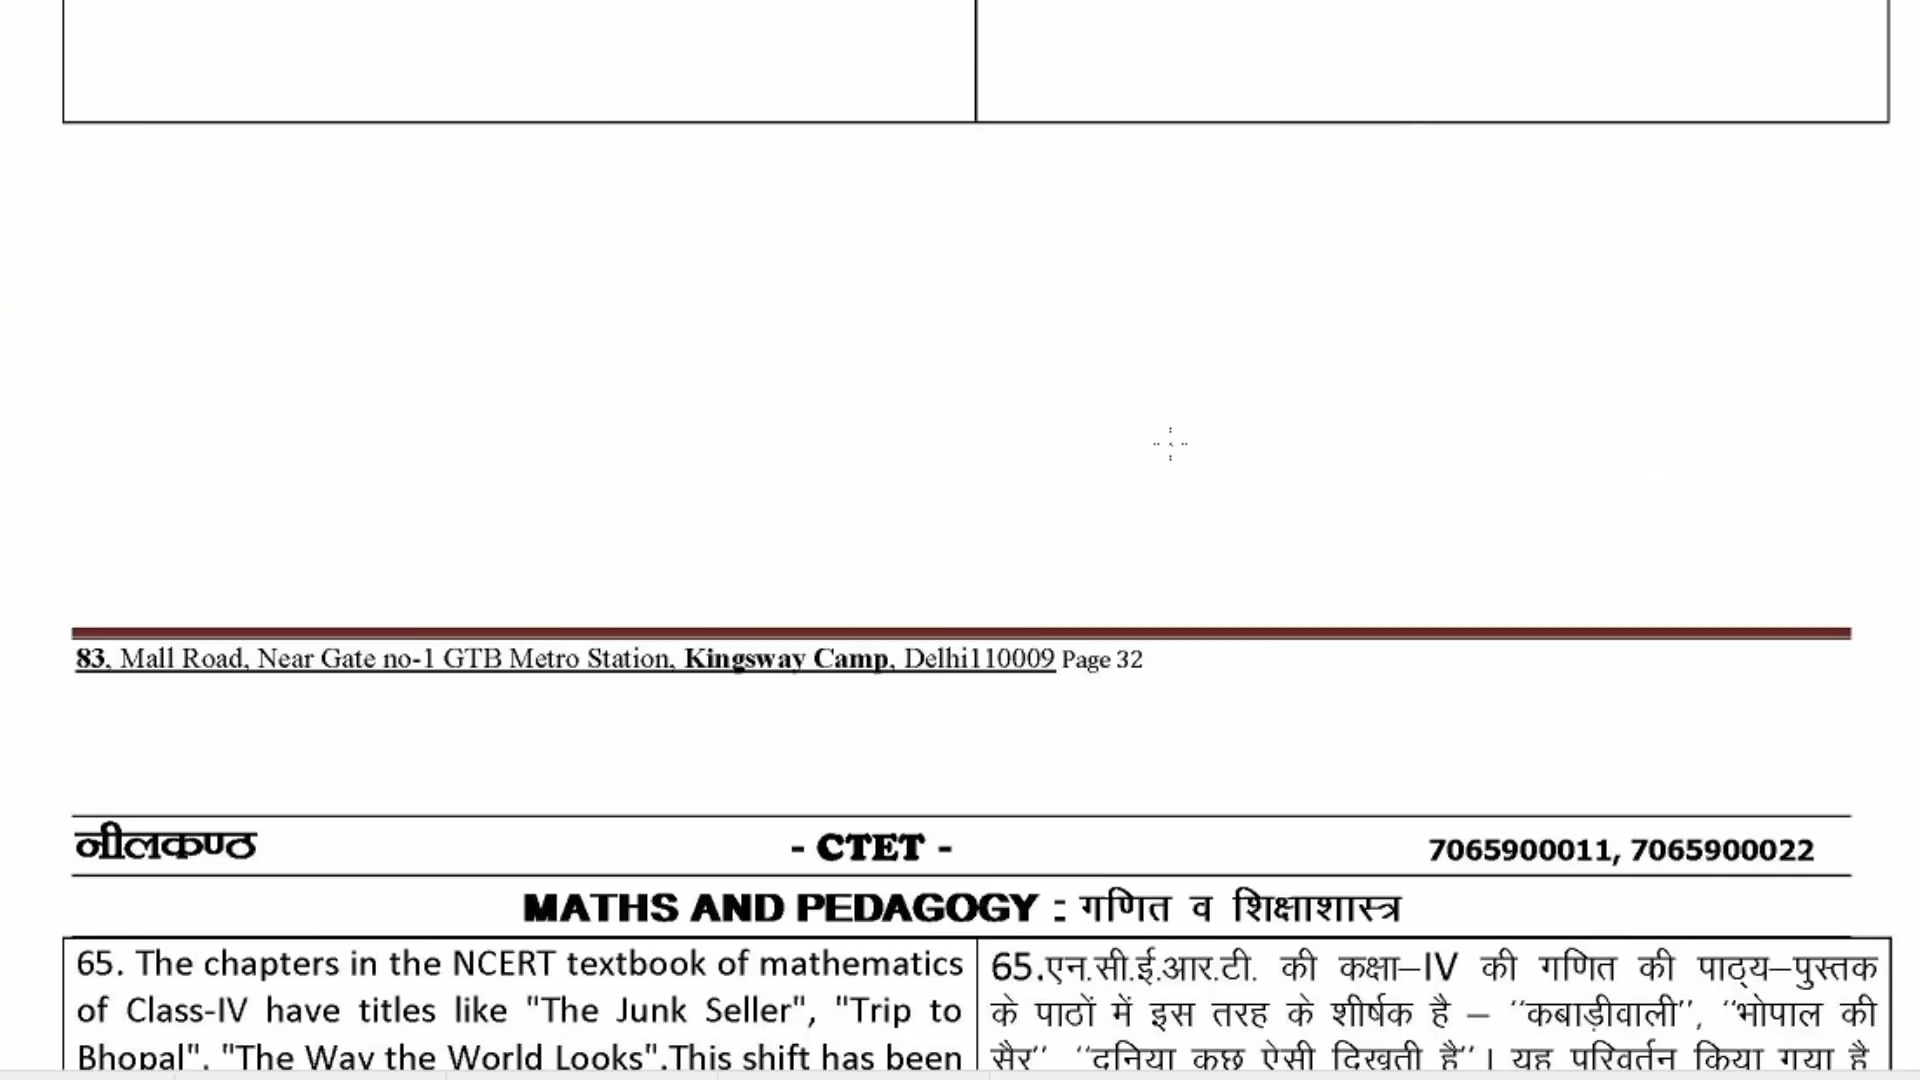 83, Mall Road, Near Gate no-1 GTB Metro Station, Kingsway Camp, Delhi110009 Page 32
नीलकण्ठ - CTET - 7065900011, 7065900022
MATHS AND PEDAGOGY : गणित व शिक्षाशास्त्र
65. The chapters in the NCERT textbook of mathematics
of Class-IV have titles like "The Junk Seller", "Trip to
Bhopal", "The Way the World Looks".This shift has been
65.एन.सी.ई.आर.टी. की कक्षा–IV की गणित की पाठ्य–पुस्तक
के पाठों में इस तरह के शीर्षक है – ‘‘कबाड़ीवाली’’, ‘‘भोपाल की
सैर’’ ‘‘दुनिया कुछ ऐसी दिखती है’’। यह परिवर्तन किया गया है